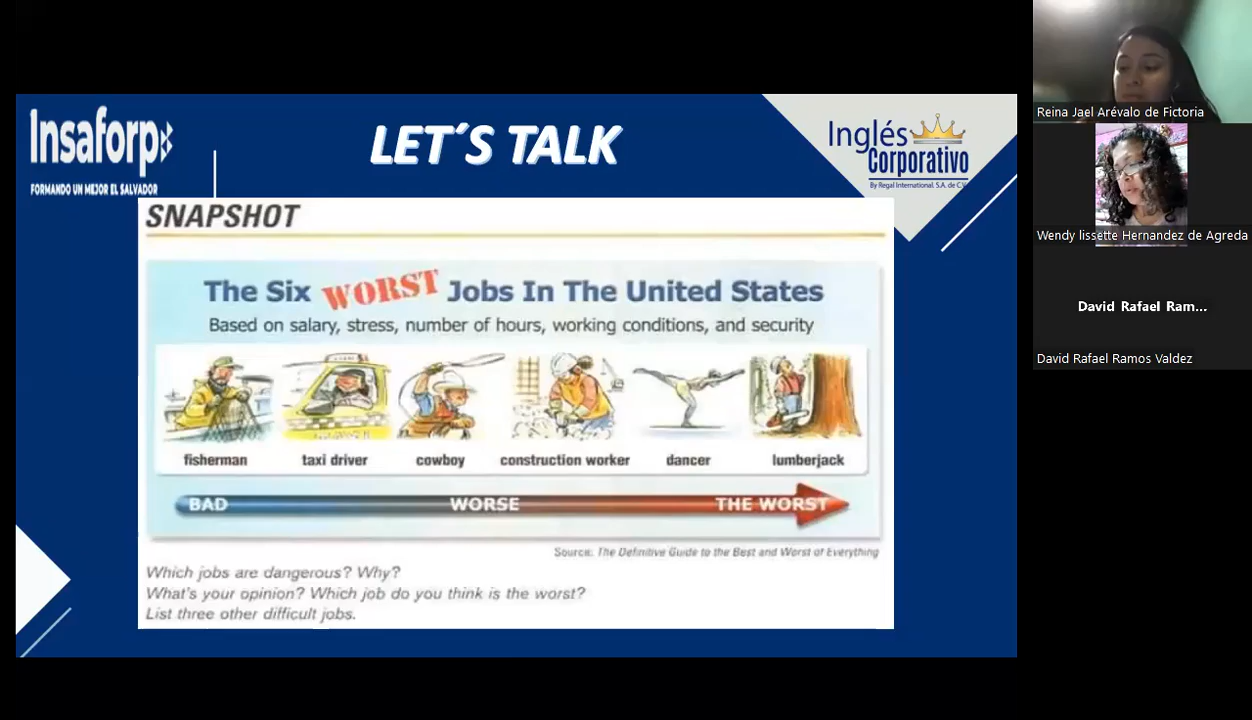 Insaforp
FORMANDO UN MEJOR EL SALVADOR
LET´S TALK
Inglés
Corporativo
By Regal International, S.A. de C.V.
SNAPSHOT
The Six WORST Jobs In The United States
Based on salary, stress, number of hours, working conditions, and security
TAXI
fisherman taxi driver cowboy construction worker dancer lumberjack
BAD WORSE THE WORST
Source: The Definitive Guide to the Best and Worst of Everything
Which jobs are dangerous? Why?
What's your opinion? Which job do you think is the worst?
List three other difficult jobs.
Reina Jael Arévalo de Fictoria
Wendy lissette Hernandez de Agreda
David Rafael Ram...
David Rafael Ramos Valdez